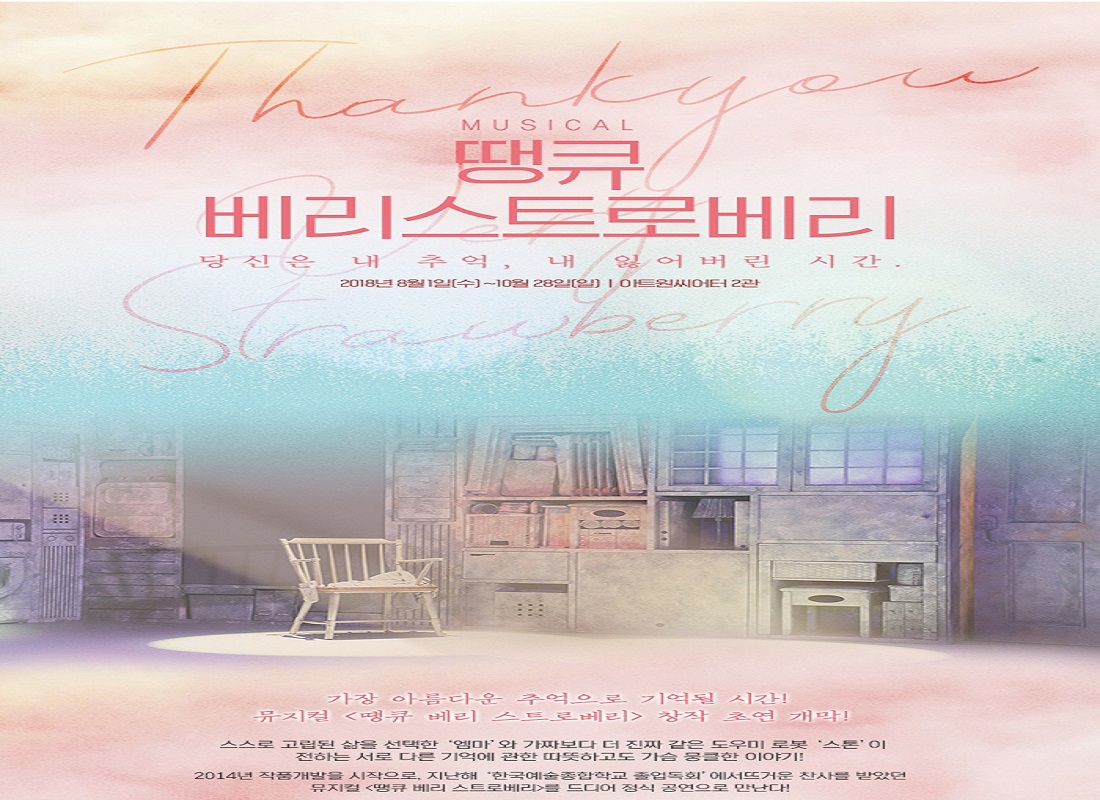 Thankyou
MUSICAL
땡큐
Very
베리스트로베리
당신은 내 추억, 내 잃어버린 시간.
2018년 8월 1일(수) ~10월 28일(일) | 아트원씨어터 2관
Strawberry
가장 아름다운 추억으로 기억될 시간!
뮤지컬 <땡큐 베리 스트로베리> 창작 초연 개막!
스스로 고립된 삶을 선택한 ‘엠마’와 가짜보다 더 진짜 같은 도우미 로봇 ‘스톤’이
전하는 서로 다른 기억에 관한 따뜻하고도 가슴 뭉클한 이야기!
2014년 작품개발을 시작으로, 지난해 ‘한국예술종합학교 졸업독회’에서뜨거운 찬사를 받았던
뮤지컬 <땡큐 베리 스트로베리>를 드디어 정식 공연으로 만난다!